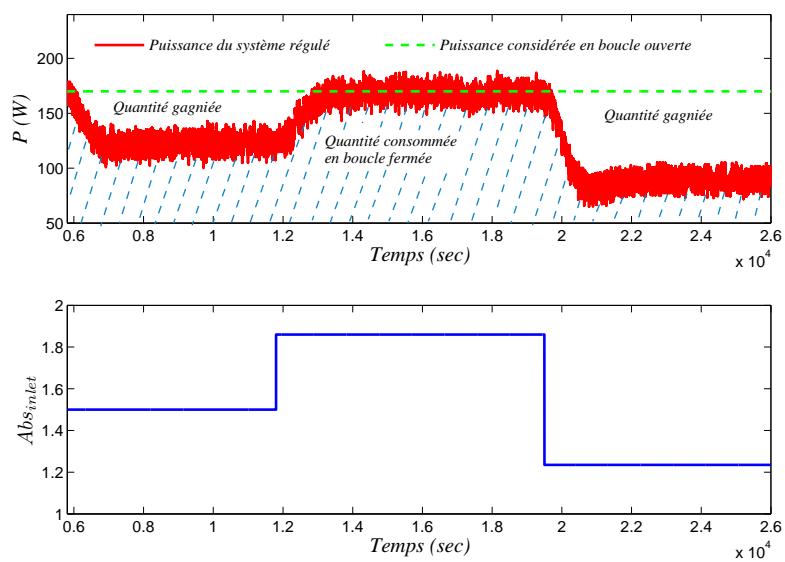 Puissance du système régulé
Puissance considérée en boucle ouverte
200
150
100
50
P (W)
Quantité gagniée
Quantité gagniée
Quantité consommée
en boucle fermée
0.6 0.8 1 1.2 1.4 1.6 1.8 2 2.2 2.4 2.6
Temps (sec)
x 10^4
2
1.8
1.6
1.4
1.2
1
Abs_inlet
0.6 0.8 1 1.2 1.4 1.6 1.8 2 2.2 2.4 2.6
Temps (sec)
x 10^4